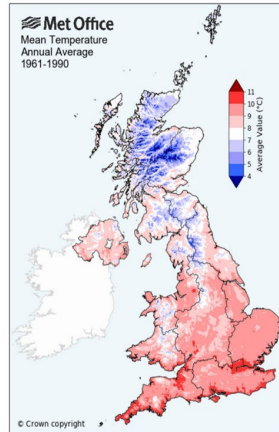 Met Office
Mean Temperature
Annual Average
1961-1990
11
10
9
8
7
6
5
4
Average Value (°C)
© Crown copyright